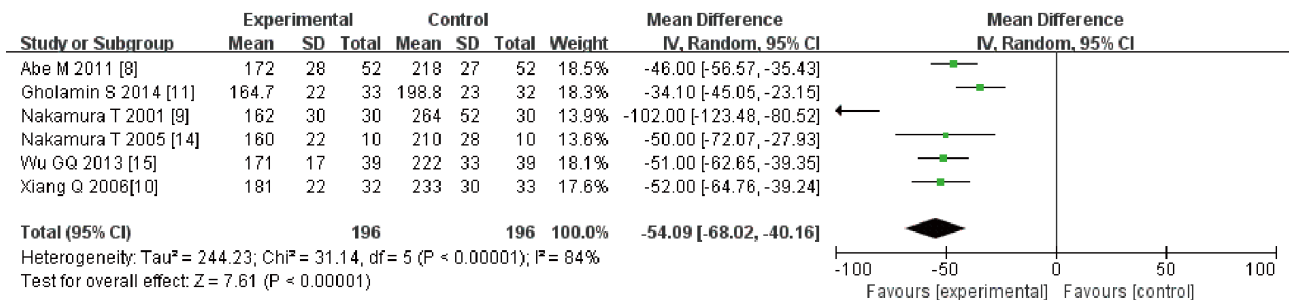 Experimental Control Mean Difference Mean Difference
Study or Subgroup Mean SD Total Mean SD Total Weight IV, Random, 95% CI IV, Random, 95% CI
Abe M 2011 [8] 172 28 52 218 27 52 18.5% -46.00 [-56.57, -35.43]
Gholamin S 2014 [11] 164.7 22 33 198.8 23 32 18.3% -34.10 [-45.05, -23.15]
Nakamura T 2001 [9] 162 30 30 264 52 30 13.9% -102.00 [-123.48, -80.52]
Nakamura T 2005 [14] 160 22 10 210 28 10 13.6% -50.00 [-72.07, -27.93]
Wu GQ 2013 [15] 171 17 39 222 33 39 18.1% -51.00 [-62.65, -39.35]
Xiang Q 2006[10] 181 22 32 233 30 33 17.6% -52.00 [-64.76, -39.24]
Total (95% CI) 196 196 100.0% -54.09 [-68.02, -40.16]
Heterogeneity: Tau² = 244.23; Chi² = 31.14, df = 5 (P < 0.00001); I² = 84%
Test for overall effect: Z = 7.61 (P < 0.00001)
-100 -50 0 50 100
Favours [experimental] Favours [control]